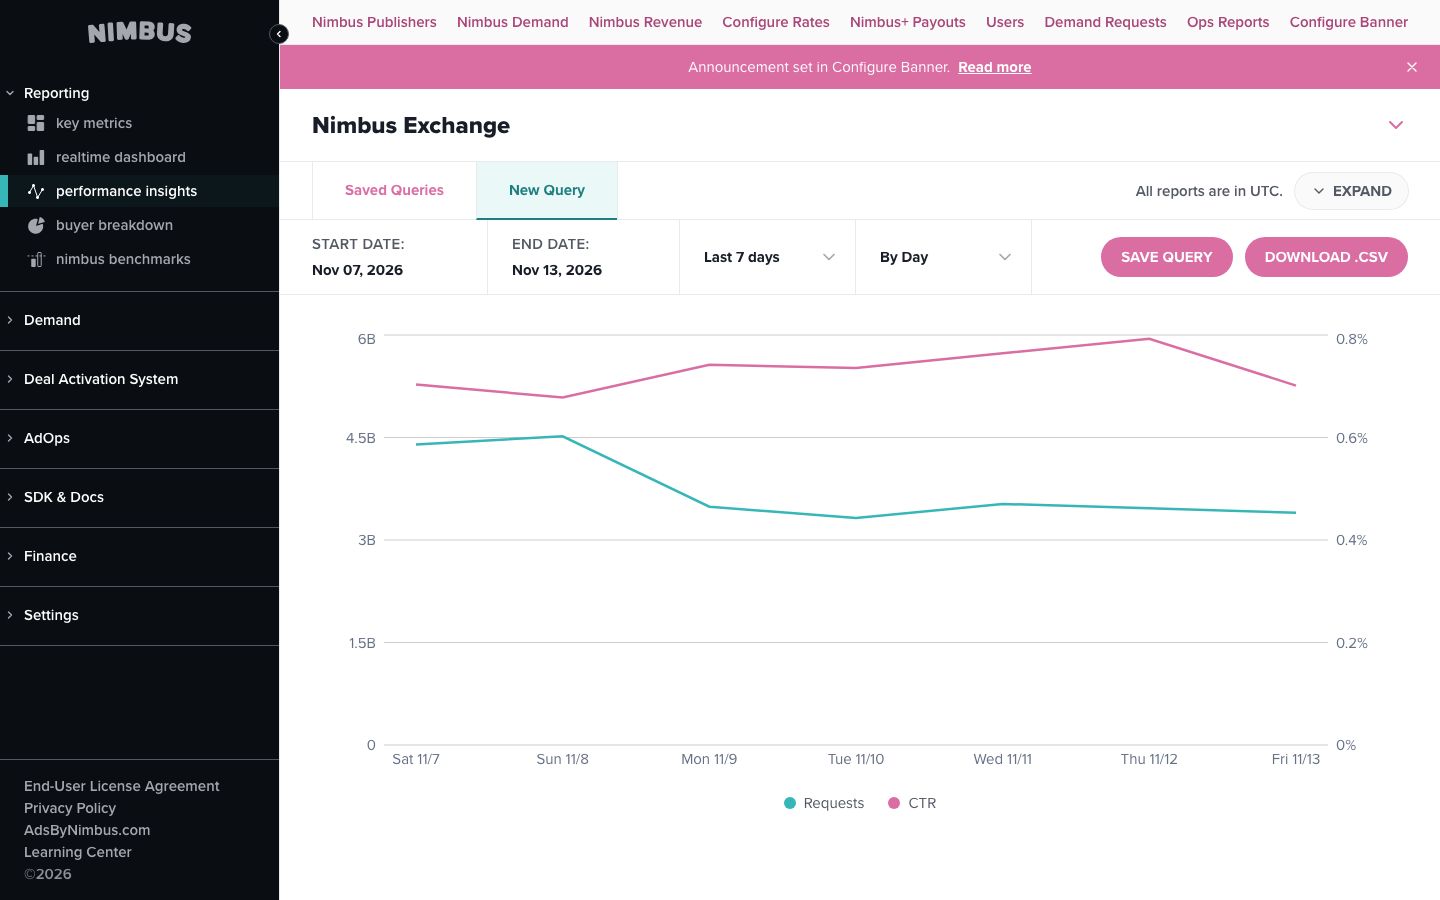 NIMBUS
Reporting
key metrics
realtime dashboard
performance insights
buyer breakdown
nimbus benchmarks
Demand
Deal Activation System
AdOps
SDK & Docs
Finance
Settings
End-User License Agreement
Privacy Policy
AdsByNimbus.com
Learning Center
©2026
Nimbus Publishers Nimbus Demand Nimbus Revenue Configure Rates Nimbus+ Payouts Users Demand Requests Ops Reports Configure Banner
Announcement set in Configure Banner. Read more
Nimbus Exchange
Saved Queries New Query All reports are in UTC. EXPAND
START DATE: END DATE:
Nov 07, 2026 Nov 13, 2026 Last 7 days By Day SAVE QUERY DOWNLOAD .CSV
6B 0.8%
4.5B 0.6%
3B 0.4%
1.5B 0.2%
0 0%
Sat 11/7 Sun 11/8 Mon 11/9 Tue 11/10 Wed 11/11 Thu 11/12 Fri 11/13
Requests CTR